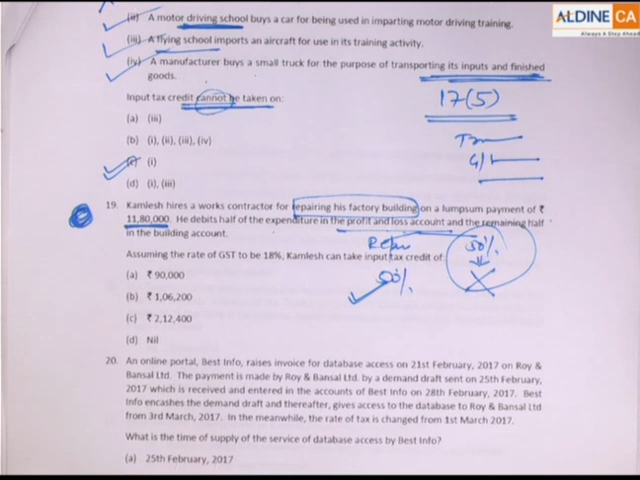 ALDINE CA
Always A Step Ahead
(ii) A motor driving school buys a car for being used in imparting motor driving training.
(iii) A flying school imports an aircraft for use in its training activity.
(iv) A manufacturer buys a small truck for the purpose of transporting its inputs and finished
goods.
Input tax credit cannot be taken on:
17(5)
(a) (iii)
(b) (i), (ii), (iii), (iv)
(c) (i)
(d) (i), (iii)
19. Kamlesh hires a works contractor for repairing his factory building on a lumpsum payment of ₹
11,80,000. He debits half of the expenditure in the profit and loss account and the remaining half
in the building account.
50%
Assuming the rate of GST to be 18%, Kamlesh can take input tax credit of:
(a) ₹ 90,000
50%
(b) ₹ 1,06,200
(c) ₹ 2,12,400
(d) Nil
20. An online portal, Best Info, raises invoice for database access on 21st February, 2017 on Roy &
Bansal Ltd. The payment is made by Roy & Bansal Ltd. by a demand draft sent on 25th February,
2017 which is received and entered in the accounts of Best Info on 28th February, 2017. Best
Info encashes the demand draft and thereafter, gives access to the database to Roy & Bansal Ltd
from 3rd March, 2017. In the meanwhile, the rate of tax is changed from 1st March 2017.
What is the time of supply of the service of database access by Best Info?
(a) 25th February, 2017